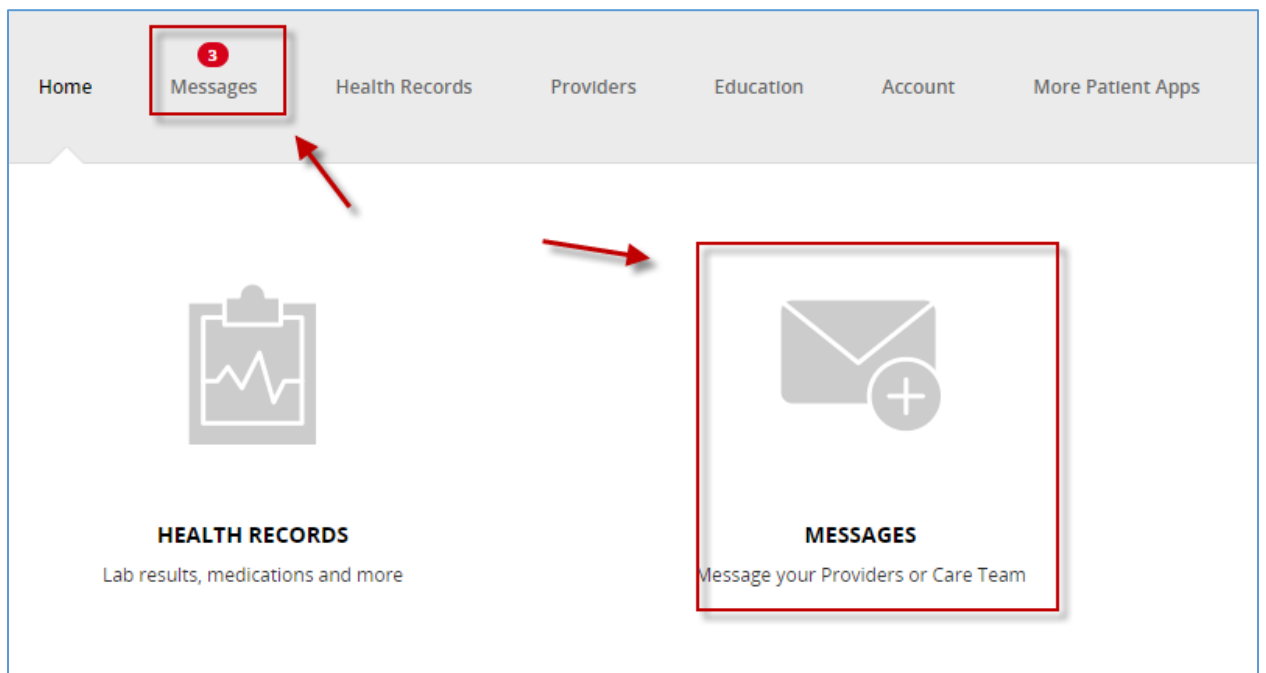 3
Home Messages Health Records Providers Education Account More Patient Apps
HEALTH RECORDS MESSAGES
Lab results, medications and more Message your Providers or Care Team